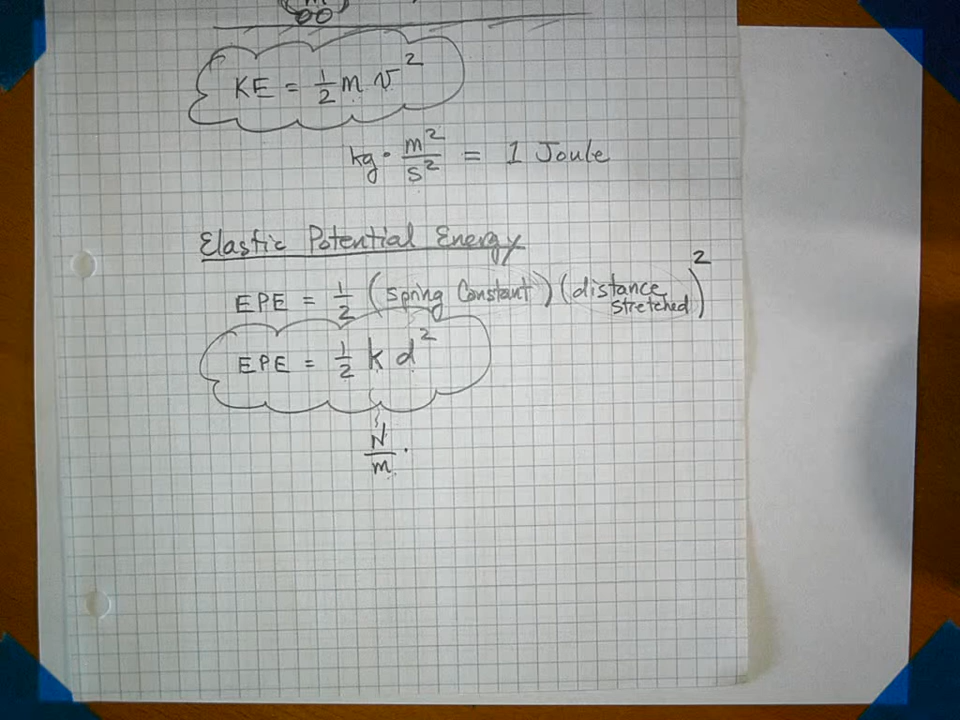 KE = 1/2 m v²
kg · m²/s² = 1 Joule
Elastic Potential Energy
EPE = 1/2 (Spring Constant) (distance stretched)²
EPE = 1/2 k d²
N/m ·